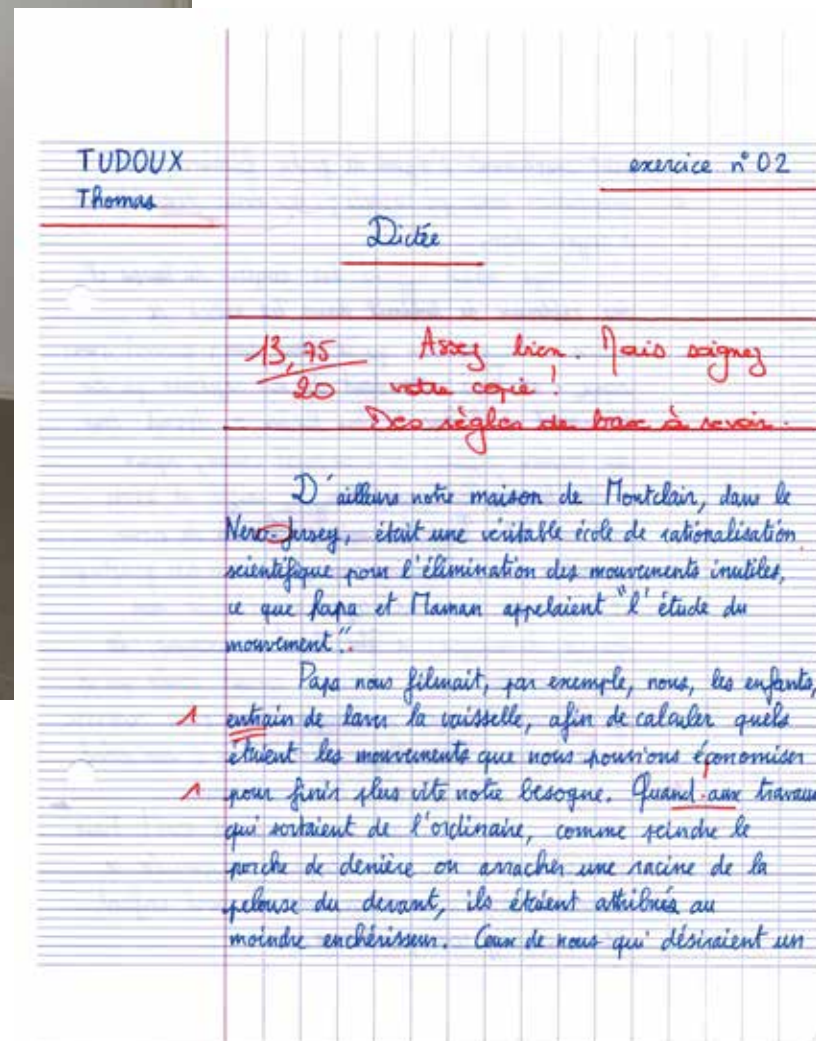 TUDOUX
exercice n° 02
Thomas
Dictée
13,75 Assez bien. Mais soignez
20 votre copie !
Des règles de base à savoir.
D'ailleurs notre maison de Montclair, dans le
New-Jersey, était une véritable école de rationalisation
scientifique pour l'élimination des mouvements inutiles,
ce que Papa et Maman appelaient "l'étude du
mouvement".
Papa nous filmait, par exemple, nous, les enfants,
1 entrain de laver la vaisselle, afin de calculer quels
étaient les mouvements que nous pouvions économiser
1 pour finir plus vite notre besogne. Quand aux travaux
qui sortaient de l'ordinaire, comme peindre le
porche de derrière ou arracher une racine de la
pelouse du devant, ils étaient attribués au
moindre enchérisseur. Ceux de nous qui désiraient un